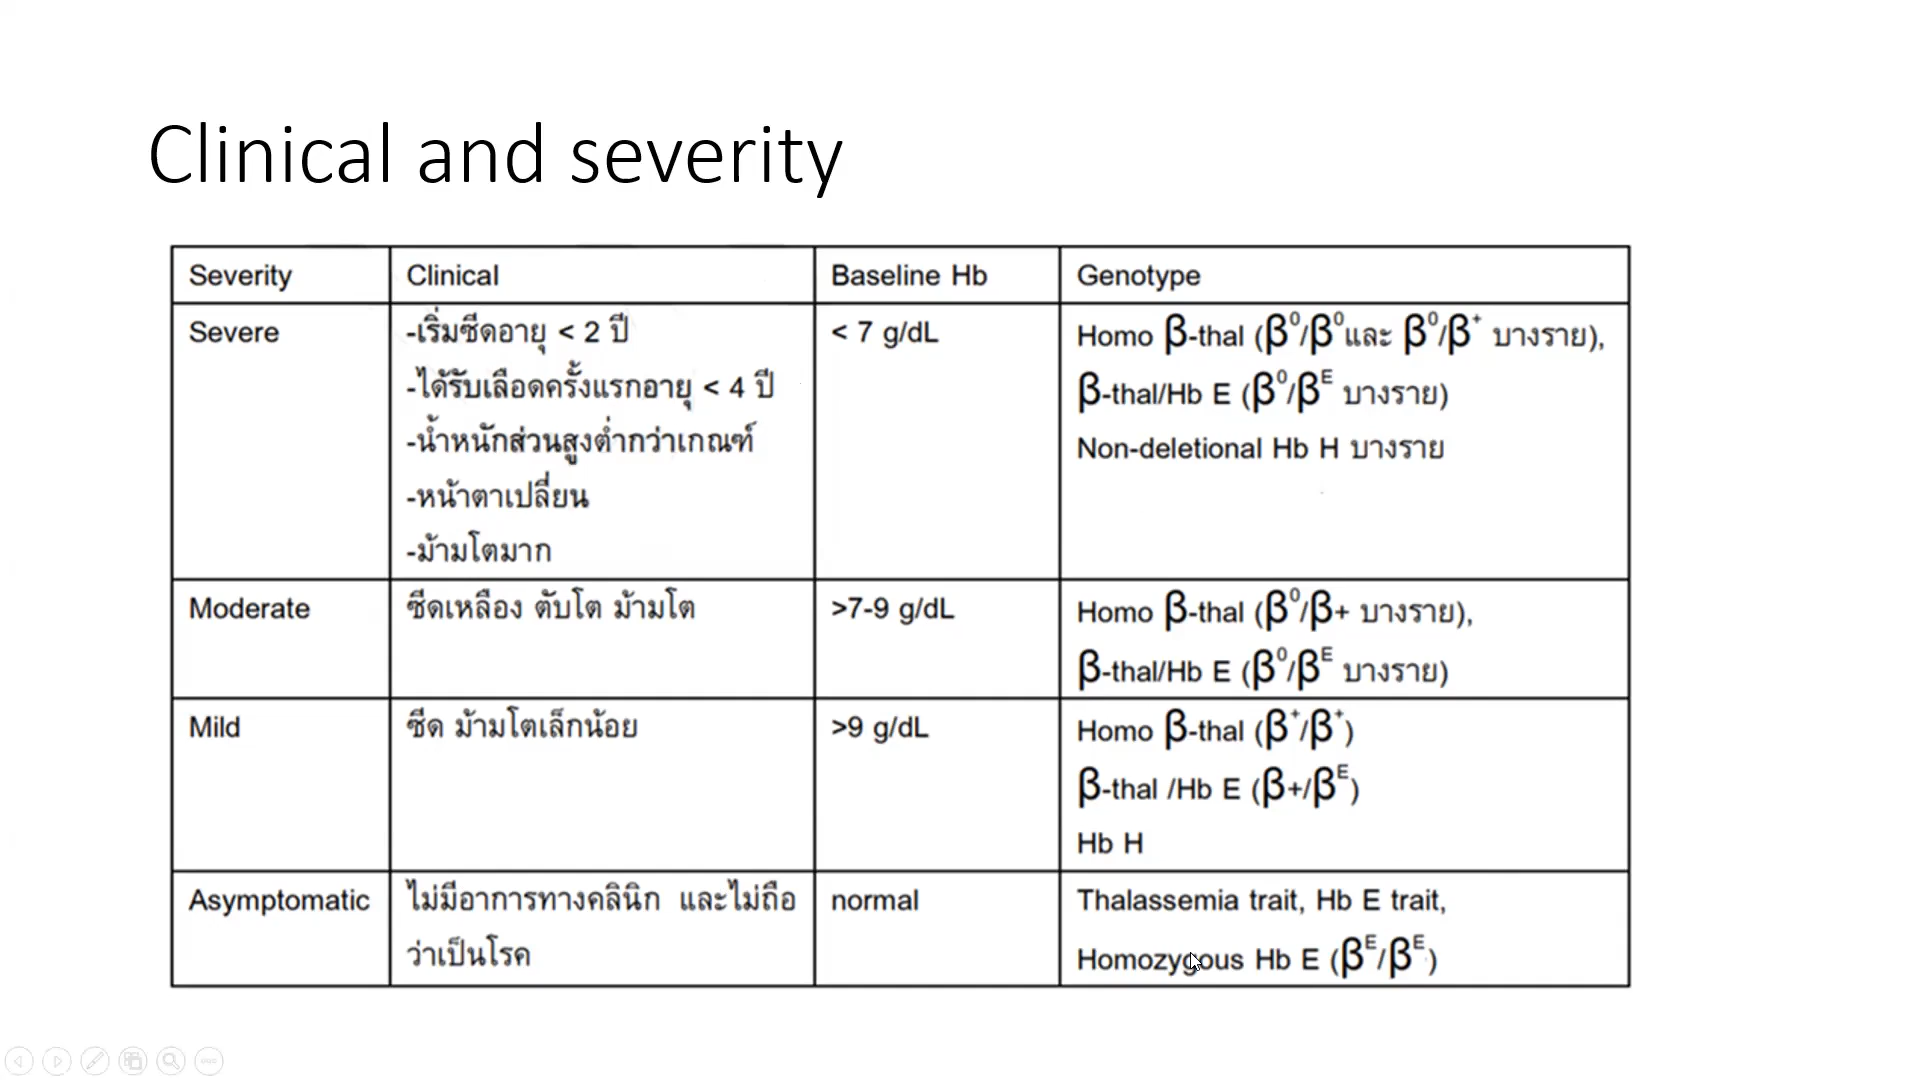 Clinical and severity
Severity Clinical Baseline Hb Genotype
Severe -เริ่มซีดอายุ < 2 ปี < 7 g/dL Homo β-thal (β⁰/β⁰และ β⁰/β⁺ บางราย),
-ได้รับเลือดครั้งแรกอายุ < 4 ปี β-thal/Hb E (β⁰/βᴱ บางราย)
-น้ำหนักส่วนสูงต่ำกว่าเกณฑ์ Non-deletional Hb H บางราย
-หน้าตาเปลี่ยน
-ม้ามโตมาก
Moderate ซีดเหลือง ตับโต ม้ามโต >7-9 g/dL Homo β-thal (β⁰/β+ บางราย),
β-thal/Hb E (β⁰/βᴱ บางราย)
Mild ซีด ม้ามโตเล็กน้อย >9 g/dL Homo β-thal (β⁺/β⁺)
β-thal /Hb E (β+/βᴱ)
Hb H
Asymptomatic ไม่มีอาการทางคลินิก และไม่ถือ normal Thalassemia trait, Hb E trait,
ว่าเป็นโรค Homozygous Hb E (βᴱ/βᴱ)